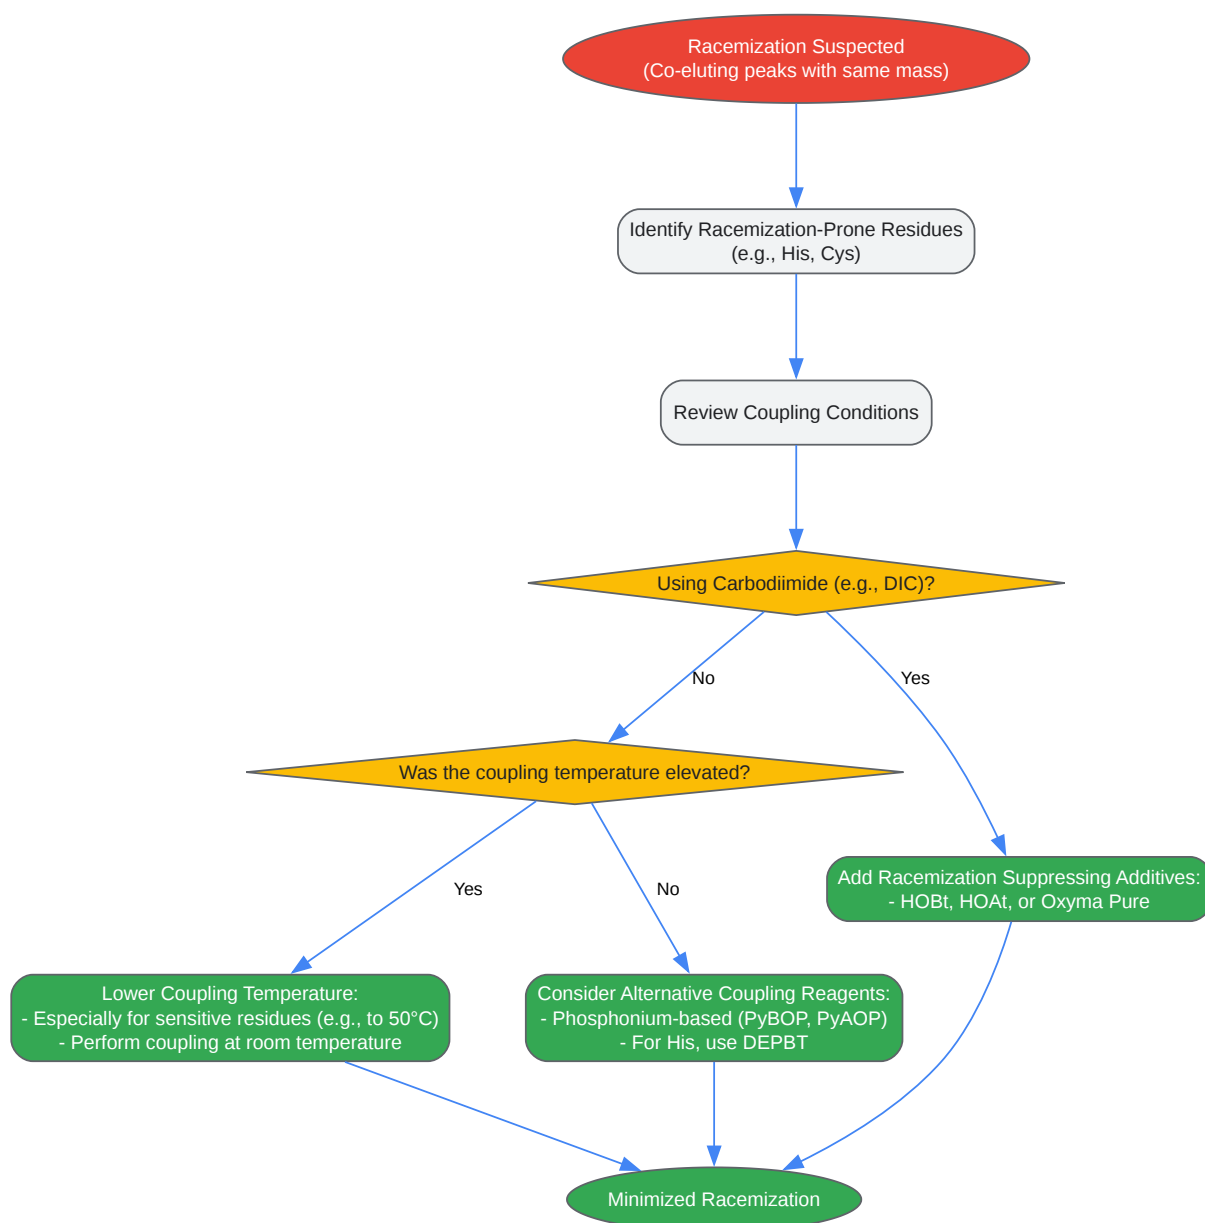 Racemization Suspected
(Co-eluting peaks with same mass)
Identify Racemization-Prone Residues
(e.g., His, Cys)
Review Coupling Conditions
Using Carbodiimide (e.g., DIC)?
No
Yes
Was the coupling temperature elevated?
Yes
No
Add Racemization Suppressing Additives:
- HOBt, HOAt, or Oxyma Pure
Lower Coupling Temperature:
- Especially for sensitive residues (e.g., to 50°C)
- Perform coupling at room temperature
Consider Alternative Coupling Reagents:
- Phosphonium-based (PyBOP, PyAOP)
- For His, use DEPBT
Minimized Racemization